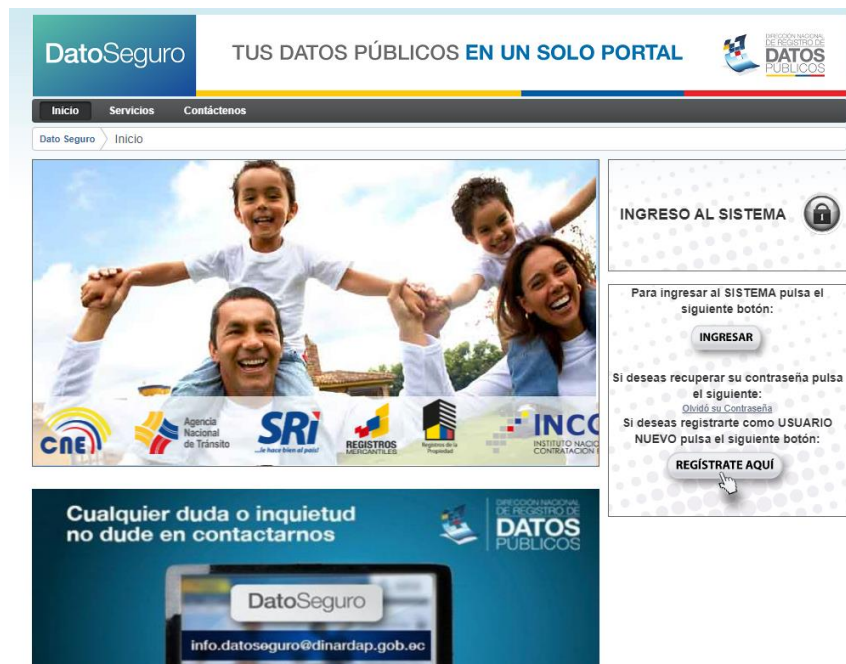 DatoSeguro
TUS DATOS PÚBLICOS EN UN SOLO PORTAL
DIRECCIÓN NACIONAL
DE REGISTRO DE
DATOS
PÚBLICOS
Inicio Servicios Contáctenos
Dato Seguro Inicio
INGRESO AL SISTEMA
Para ingresar al SISTEMA pulsa el
siguiente botón:
INGRESAR
Si deseas recuperar su contraseña pulsa
el siguiente:
Olvidó su Contraseña
Si deseas registrarte como USUARIO
NUEVO pulsa el siguiente botón:
REGÍSTRATE AQUÍ
CNE
Agencia
Nacional
de Tránsito
SRi
...le hace bien al país!
REGISTROS
MERCANTILES
Registros de la
Propiedad
INCO
INSTITUTO NACIO
CONTRATACION
Cualquier duda o inquietud
no dude en contactarnos
DIRECCIÓN NACIONAL
DE REGISTRO DE
DATOS
PÚBLICOS
DatoSeguro
info.datoseguro@dinardap.gob.ec